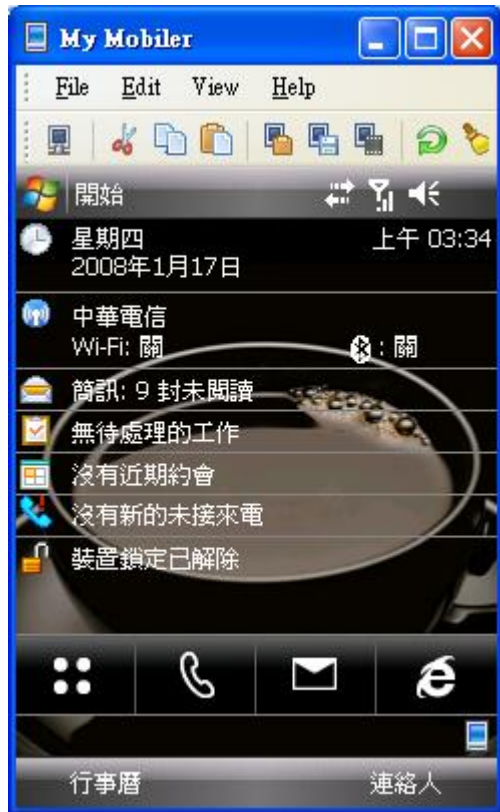 My Mobiler
File Edit View Help
開始
星期四 上午 03:34
2008年1月17日
中華電信
Wi-Fi: 關 : 關
簡訊: 9 封未閱讀
無待處理的工作
沒有近期約會
沒有新的未接來電
裝置鎖定已解除
行事曆 連絡人